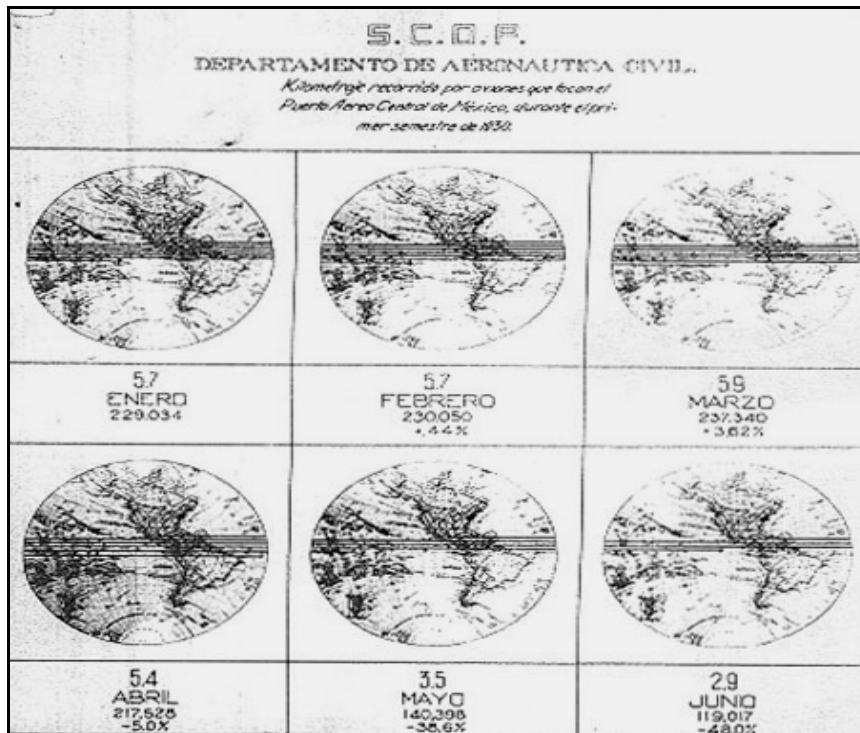 S.C.O.P.
DEPARTAMENTO DE AERONAUTICA CIVIL.
Kilometraje recorrido por aviones que tocan el
Puerto Aereo Central de México, durante el pri-
mer semestre de 1930.
5.7
ENERO
229.034
5.7
FEBRERO
230.050
+.44%
5.9
MARZO
237.340
+3.62%
5.4
ABRIL
217,628
-5.0%
3.5
MAYO
140,398
-38.6%
2.9
JUNIO
119,017
-48.0%